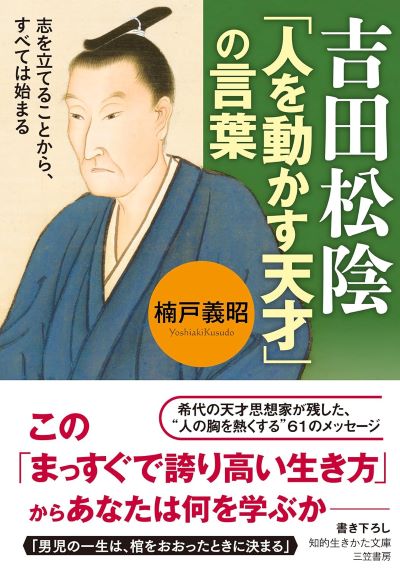 吉田松陰
「人を動かす天才」
の言葉
志を立てることから、
すべては始まる
楠戸義昭
YoshiakiKusudo
希代の天才思想家が残した、
“人の胸を熱くする”61のメッセージ
この
「まっすぐで誇り高い生き方」
からあなたは何を学ぶか――
「男児の一生は、棺をおおったときに決まる」
書き下ろし
知的生きかた文庫
三笠書房